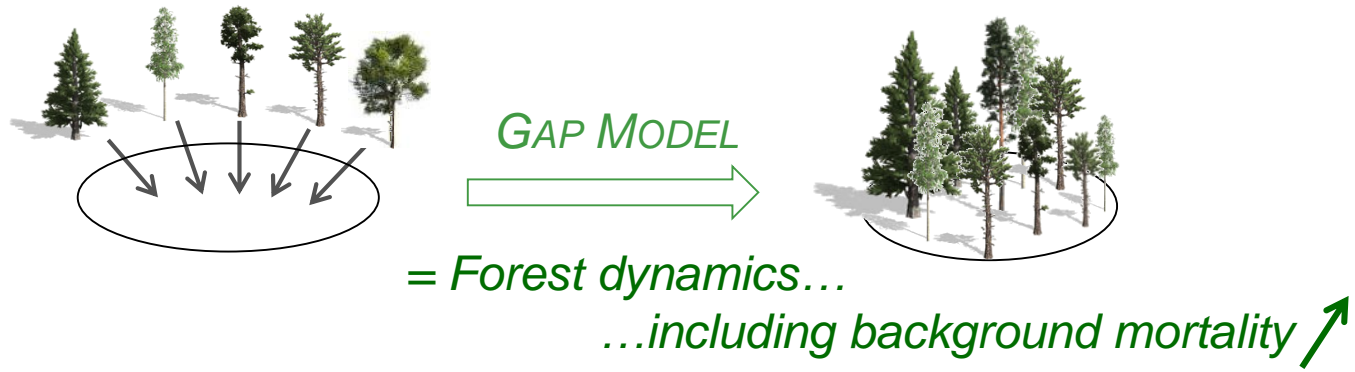 GAP MODEL
= Forest dynamics…
…including background mortality